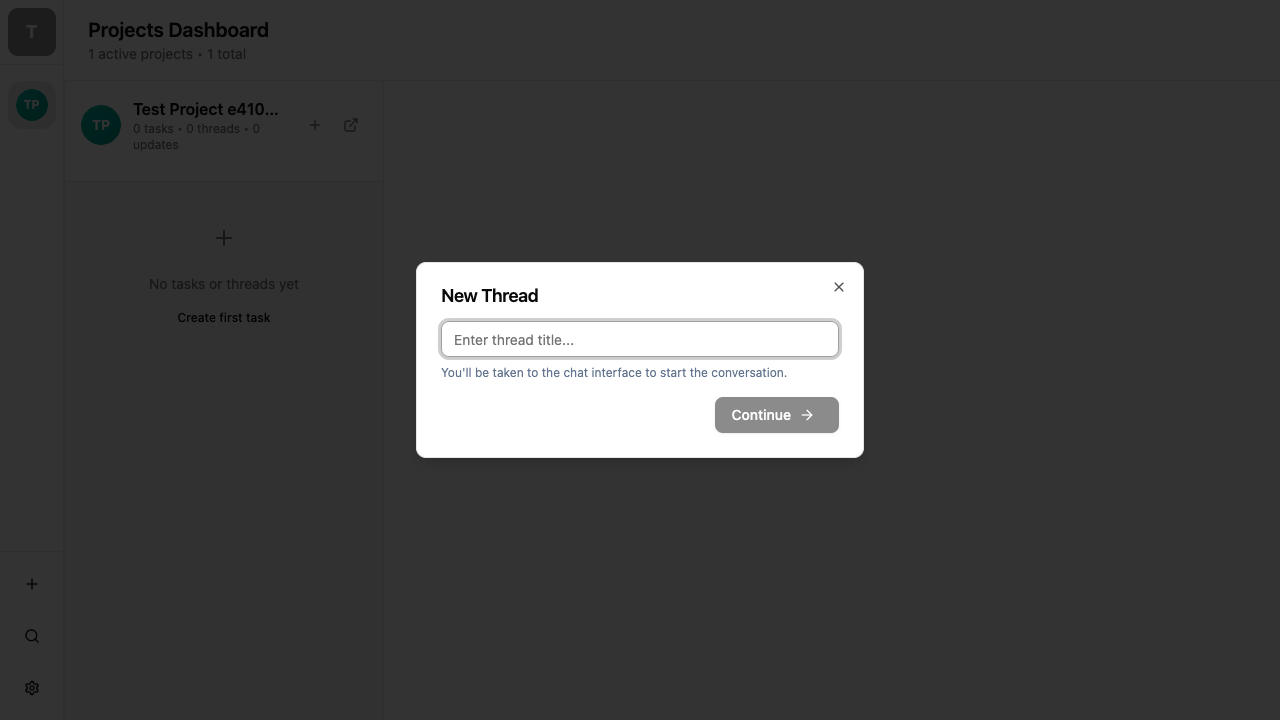 T
Projects Dashboard
1 active projects • 1 total
TP
TP
Test Project e410...
0 tasks • 0 threads • 0
updates
No tasks or threads yet
Create first task
New Thread
Enter thread title...
You'll be taken to the chat interface to start the conversation.
Continue